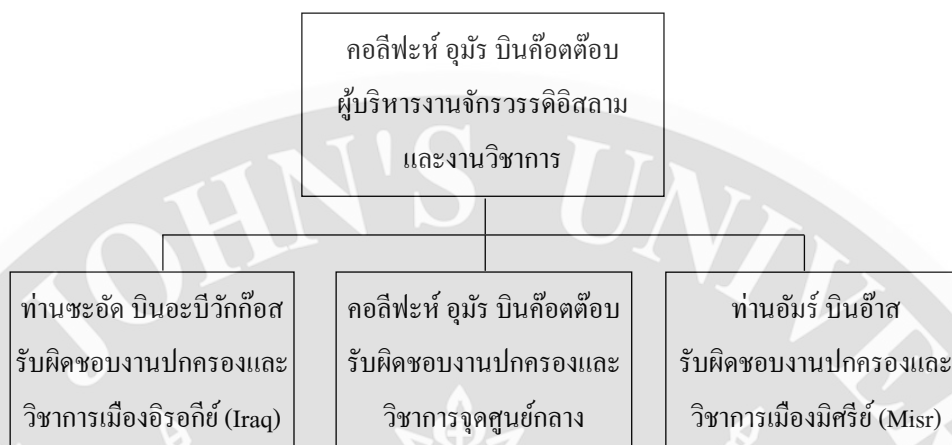 คอลีฟะห์ อุมัร บินค๊อตต๊อบ
ผู้บริหารงานจักรวรรดิอิสลาม
และงานวิชาการ
ท่านซะอัด บินอะบีวักก๊อส
รับผิดชอบงานปกครองและ
วิชาการเมืองอิรอกีย์ (Iraq)
คอลีฟะห์ อุมัร บินค๊อตต๊อบ
รับผิดชอบงานปกครองและ
วิชาการจุดศูนย์กลาง
ท่านอัมร์ บินอ๊าส
รับผิดชอบงานปกครองและ
วิชาการเมืองมิศรีย์ (Misr)
JOHN'S UNIVE